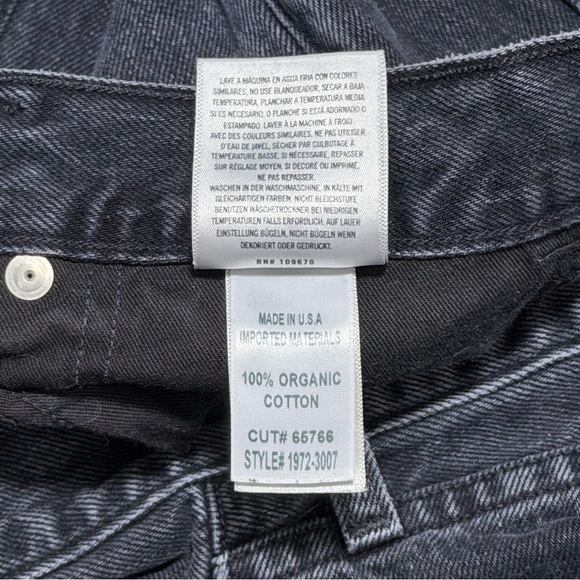 LAVE A MÁQUINA EN AGUA FRIA CON COLORES
SIMILARES, NO USE BLANQUEADOR, SECAR A BAJA
TEMPERATURA, PLANCHAR A TEMPERATURA MEDIA
SI ES NECESARIO, O PLANCHE SI ESTÁ ADORNADO O
ESTAMPADO. LAVER À LA MACHINE A FROID
AVEC DES COULEURS SIMILAIRES, NE PAS UTILISER
D'EAU DE JAVEL, SÉCHER PAR CULBUTAGE À
TEMPÉRATURE BASSE, SI NÉCESSAIRE, REPASSER
SUR RÉGLAGE MOYEN, SI DECORE OU IMPRIMÉ,
NE PAS REPASSER.
WASCHEN IN DER WASCHMASCHINE, IN KÄLTE MIT
GLEICHARTIGEN FARBEN, NICHT BLEICHSTOFF
BENUTZEN WÄSCHETROCKNER BEI NIEDRIGEN
TEMPERATUREN FALLS ERFORDLICH, AUF LAUER
EINSTELLUNG BÜGELN, NICHT BÜGELN WENN
DEKORIERT ODER GEDRUCKT.
RN# 109670
MADE IN U.S.A
IMPORTED MATERIALS
100% ORGANIC
COTTON
CUT# 65766
STYLE# 1972-3007